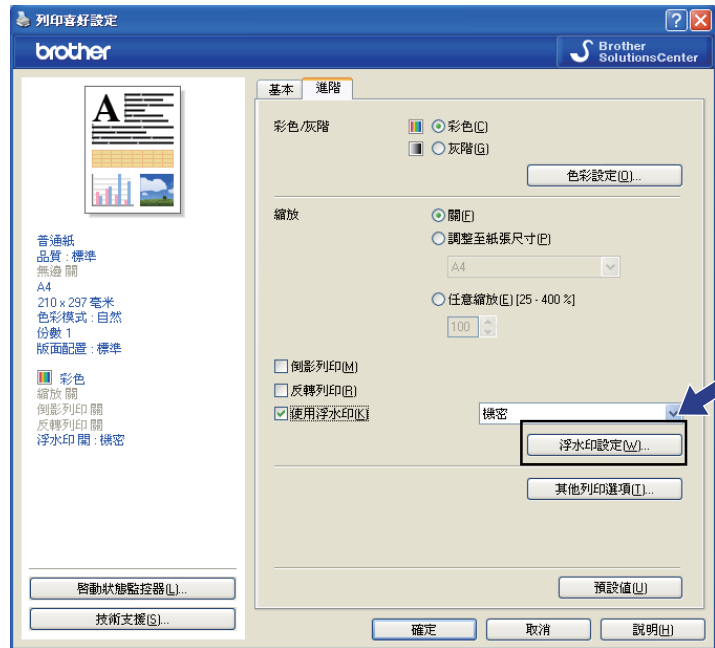 列印喜好設定
brother
Brother
SolutionsCenter
A
普通紙
品質 : 標準
無邊 關
A4
210 x 297 毫米
色彩模式 : 自然
份數 1
版面配置 : 標準
彩色
縮放 關
倒影列印 關
反轉列印 關
浮水印 開 : 機密
啓動狀態監控器(L)...
技術支援(S)...
基本 進階
彩色/灰階 彩色(C)
灰階(G)
色彩設定(O)...
縮放 關(F)
調整至紙張尺寸(P)
A4
任意縮放(E) [25 - 400 %]
100
倒影列印(M)
反轉列印(R)
使用浮水印(K) 機密
浮水印設定(W)...
其他列印選項(T)...
預設值(U)
確定 取消 說明(H)